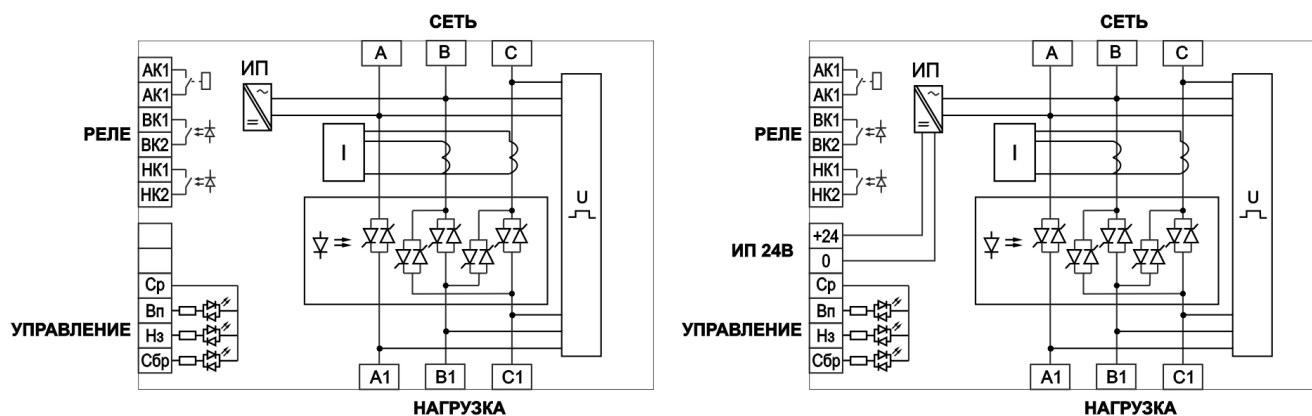 СЕТЬ
A
B
C
АК1
АК1
ИП
~
=
РЕЛЕ
ВК1
ВК2
I
НК1
НК2
U
Ср
Вп
УПРАВЛЕНИЕ
Нз
Сбр
A1
B1
C1
НАГРУЗКА
СЕТЬ
A
B
C
АК1
АК1
ИП
~
=
РЕЛЕ
ВК1
ВК2
I
НК1
НК2
U
+24
ИП 24В
0
Ср
Вп
УПРАВЛЕНИЕ
Нз
Сбр
A1
B1
C1
НАГРУЗКА